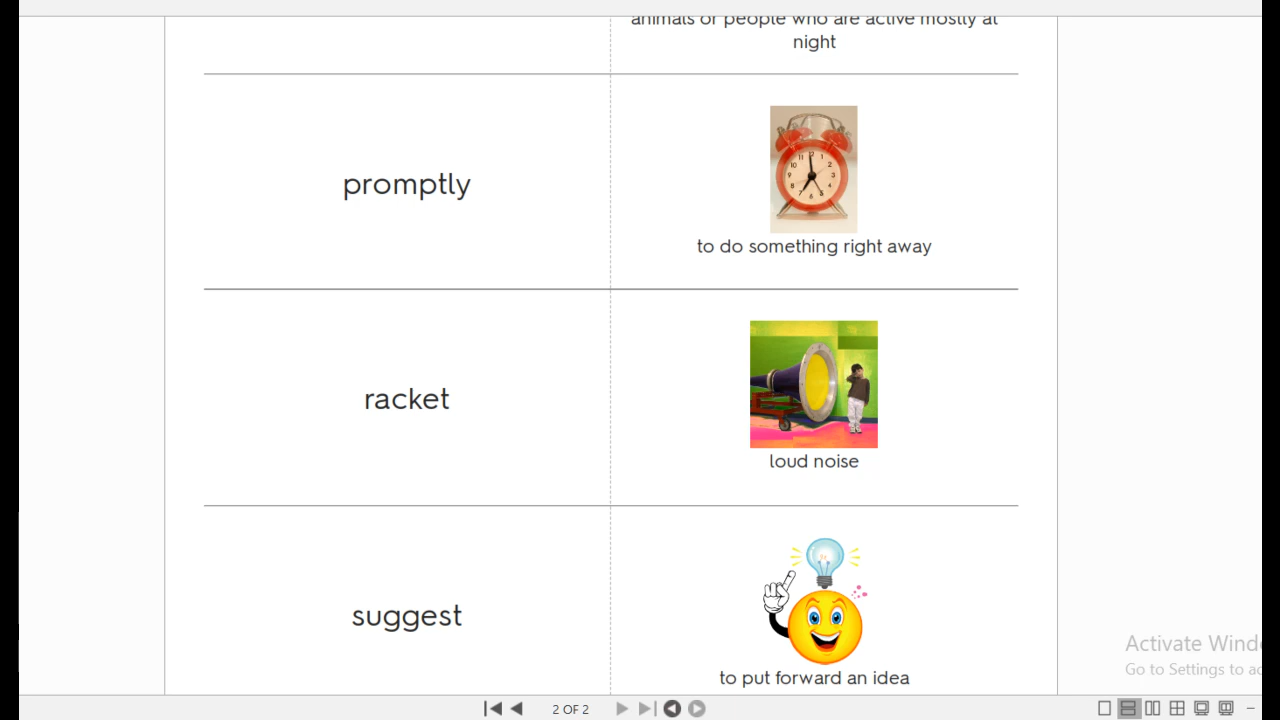 animals or people who are active mostly at
night
promptly
to do something right away
racket
loud noise
suggest
to put forward an idea
Activate Wind
Go to Settings to ac
2 OF 2